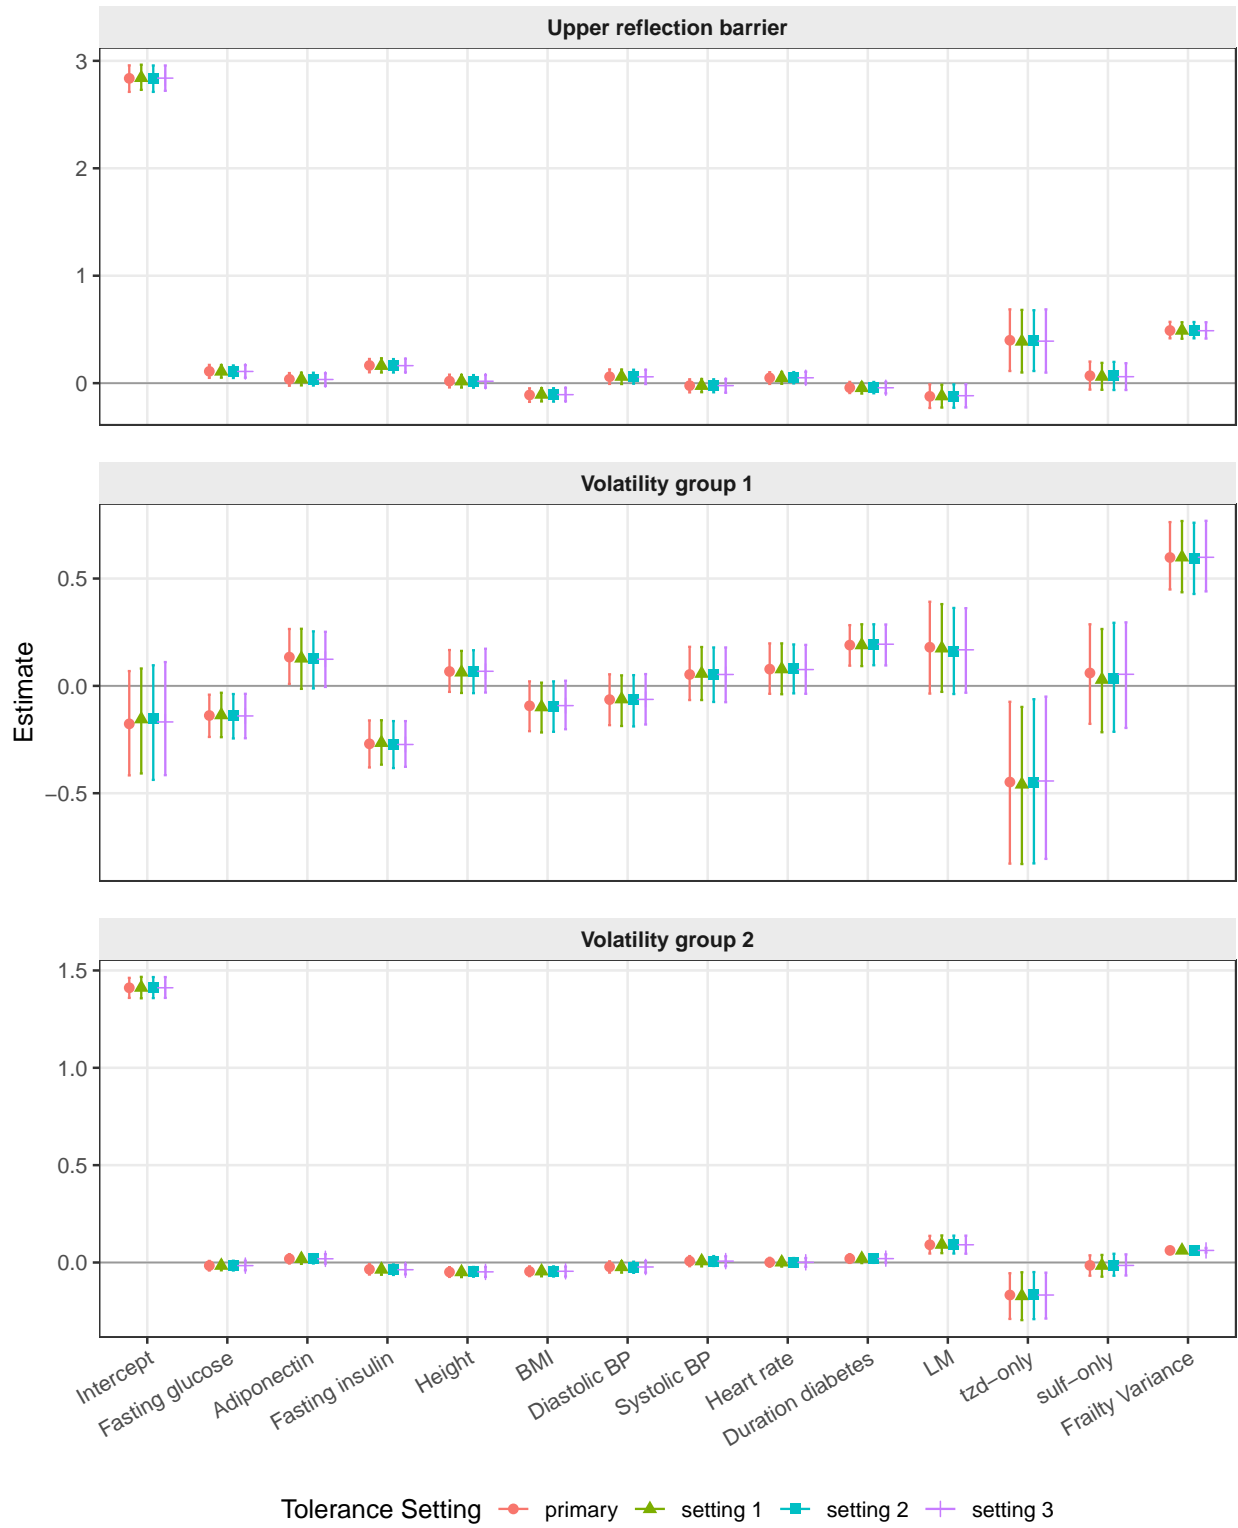 Upper reflection barrier
3
2
1
0
Volatility group 1
0.5
0.0
−0.5
Estimate
Volatility group 2
1.5
1.0
0.5
0.0
Intercept
Fasting glucose
Adiponectin
Fasting insulin
Height
BMI
Diastolic BP
Systolic BP
Heart rate
Duration diabetes
LM
tzd−only
sulf−only
Frailty Variance
Tolerance Setting primary setting 1 setting 2 setting 3